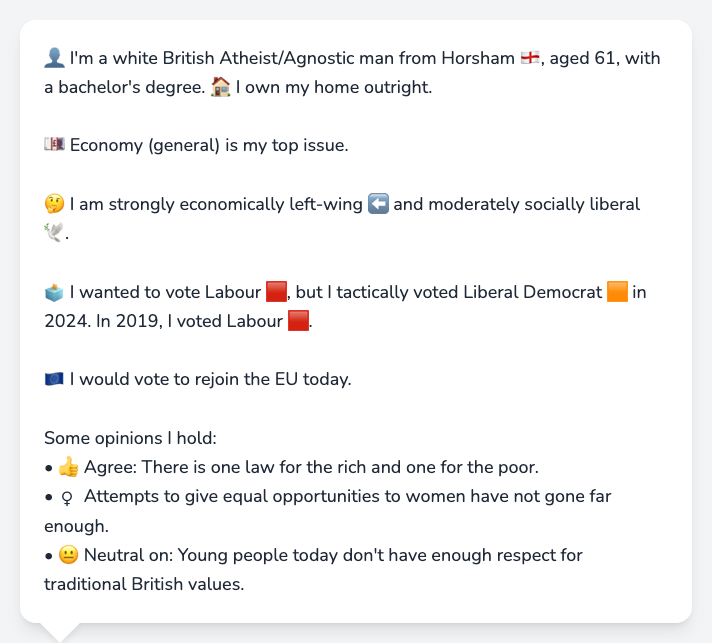 👤 I'm a white British Atheist/Agnostic man from Horsham 🏴󠁧󠁢󠁥󠁮󠁧󠁿, aged 61, with
a bachelor's degree. 🏠 I own my home outright.
💷 Economy (general) is my top issue.
🤔 I am strongly economically left-wing ⬅️ and moderately socially liberal
🕊️.
🗳️ I wanted to vote Labour 🟥, but I tactically voted Liberal Democrat 🟧 in
2024. In 2019, I voted Labour 🟥.
🇪🇺 I would vote to rejoin the EU today.
Some opinions I hold:
• 👍 Agree: There is one law for the rich and one for the poor.
• ♀ Attempts to give equal opportunities to women have not gone far
enough.
• 😐 Neutral on: Young people today don't have enough respect for
traditional British values.